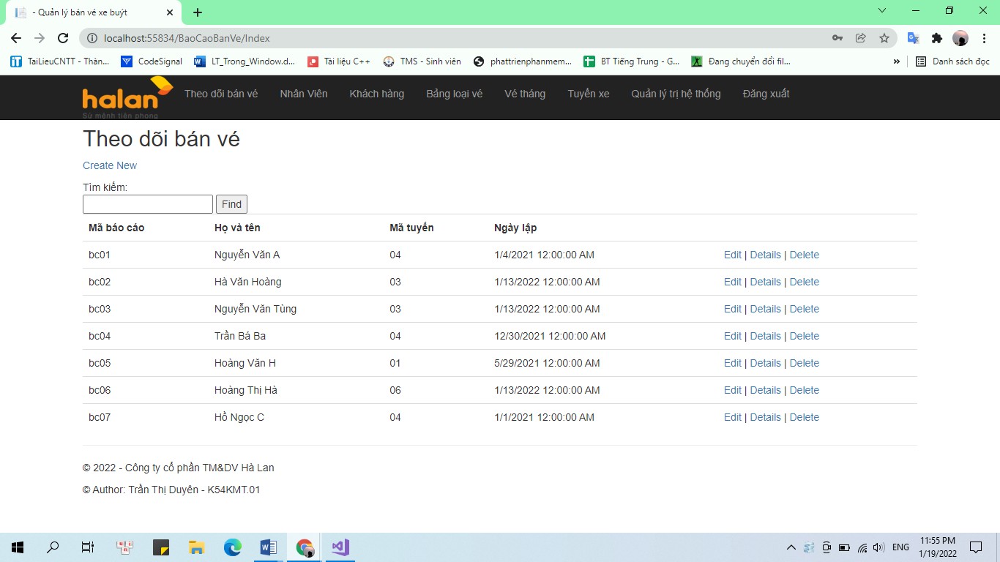 - Quản lý bán vé xe buýt
localhost:55834/BaoCaoBanVe/Index
TaiLieuCNTT - Thàn... CodeSignal LT_Trong_Window.d... Tài liệu C++ TMS - Sinh viên phattrienphanmem... BT Tiếng Trung - G... Đang chuyển đổi fil... » Danh sách đọc
halan Theo dõi bán vé Nhân Viên Khách hàng Bảng loại vé Vé tháng Tuyến xe Quản lý trị hệ thống Đăng xuất
Sứ mệnh tiên phong
Theo dõi bán vé
Create New
Tìm kiếm:
Find
Mã báo cáo Họ và tên Mã tuyến Ngày lập
bc01 Nguyễn Văn A 04 1/4/2021 12:00:00 AM Edit | Details | Delete
bc02 Hà Văn Hoàng 03 1/13/2022 12:00:00 AM Edit | Details | Delete
bc03 Nguyễn Văn Tùng 03 1/13/2022 12:00:00 AM Edit | Details | Delete
bc04 Trần Bá Ba 04 12/30/2021 12:00:00 AM Edit | Details | Delete
bc05 Hoàng Văn H 01 5/29/2021 12:00:00 AM Edit | Details | Delete
bc06 Hoàng Thị Hà 06 1/13/2022 12:00:00 AM Edit | Details | Delete
bc07 Hồ Ngọc C 04 1/1/2021 12:00:00 AM Edit | Details | Delete
© 2022 - Công ty cổ phần TM&DV Hà Lan
© Author: Trần Thị Duyên - K54KMT.01
ENG
11:55 PM
1/19/2022